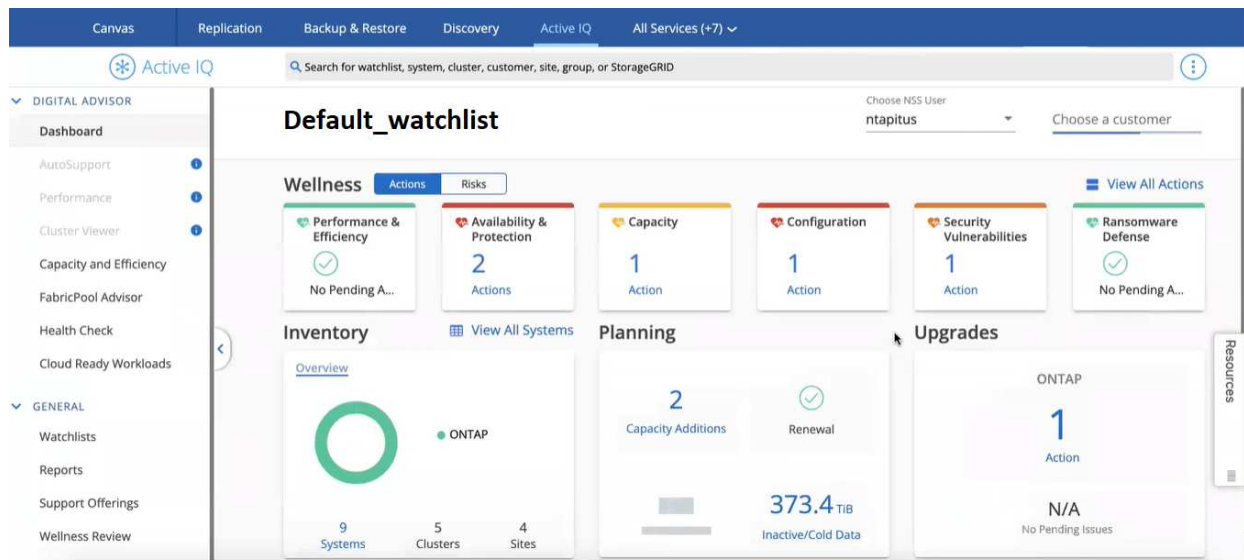 Canvas Replication Backup & Restore Discovery Active IQ All Services (+7)
Active IQ Search for watchlist, system, cluster, customer, site, group, or StorageGRID
DIGITAL ADVISOR
Dashboard
AutoSupport
Performance
Cluster Viewer
Capacity and Efficiency
FabricPool Advisor
Health Check
Cloud Ready Workloads
GENERAL
Watchlists
Reports
Support Offerings
Wellness Review
Default_watchlist
Choose NSS User
ntapitus
Choose a customer
Wellness Actions Risks View All Actions
Performance &
Efficiency
No Pending A...
Availability &
Protection
2
Actions
Capacity
1
Action
Configuration
1
Action
Security
Vulnerabilities
1
Action
Ransomware
Defense
No Pending A...
Inventory View All Systems
Overview
ONTAP
9
Systems
5
Clusters
4
Sites
Planning
2
Capacity Additions
Renewal
373.4 TiB
Inactive/Cold Data
Upgrades
ONTAP
1
Action
N/A
No Pending Issues
Resources